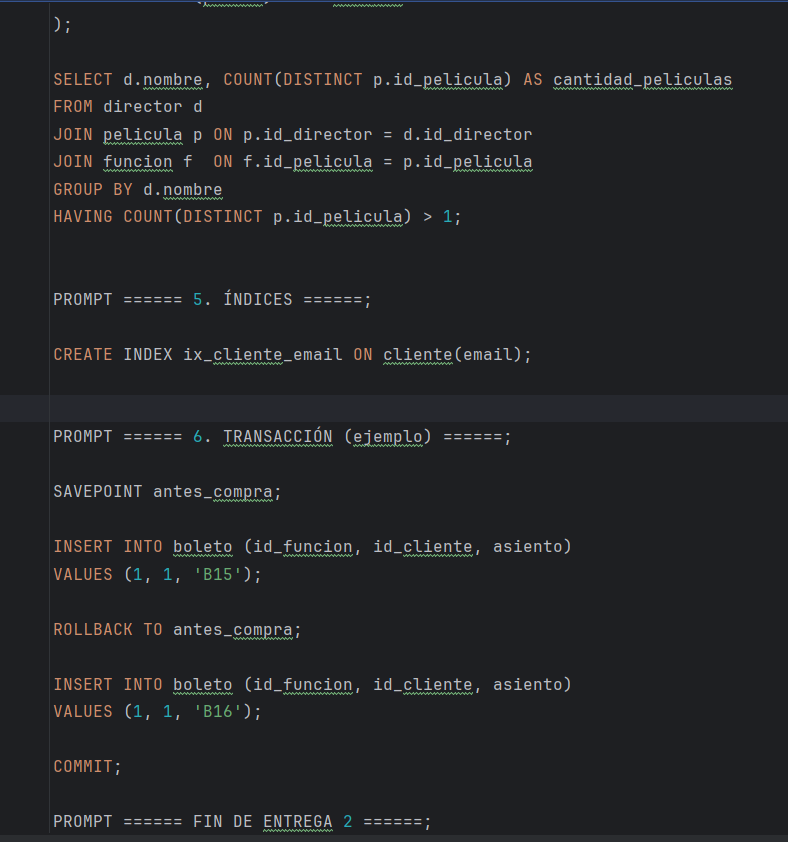 );
SELECT d.nombre, COUNT(DISTINCT p.id_pelicula) AS cantidad_peliculas
FROM director d
JOIN pelicula p ON p.id_director = d.id_director
JOIN funcion f  ON f.id_pelicula = p.id_pelicula
GROUP BY d.nombre
HAVING COUNT(DISTINCT p.id_pelicula) > 1;
PROMPT ====== 5. ÍNDICES ======;
CREATE INDEX ix_cliente_email ON cliente(email);
PROMPT ====== 6. TRANSACCIÓN (ejemplo) ======;
SAVEPOINT antes_compra;
INSERT INTO boleto (id_funcion, id_cliente, asiento)
VALUES (1, 1, 'B15');
ROLLBACK TO antes_compra;
INSERT INTO boleto (id_funcion, id_cliente, asiento)
VALUES (1, 1, 'B16');
COMMIT;
PROMPT ====== FIN DE ENTREGA 2 ======;